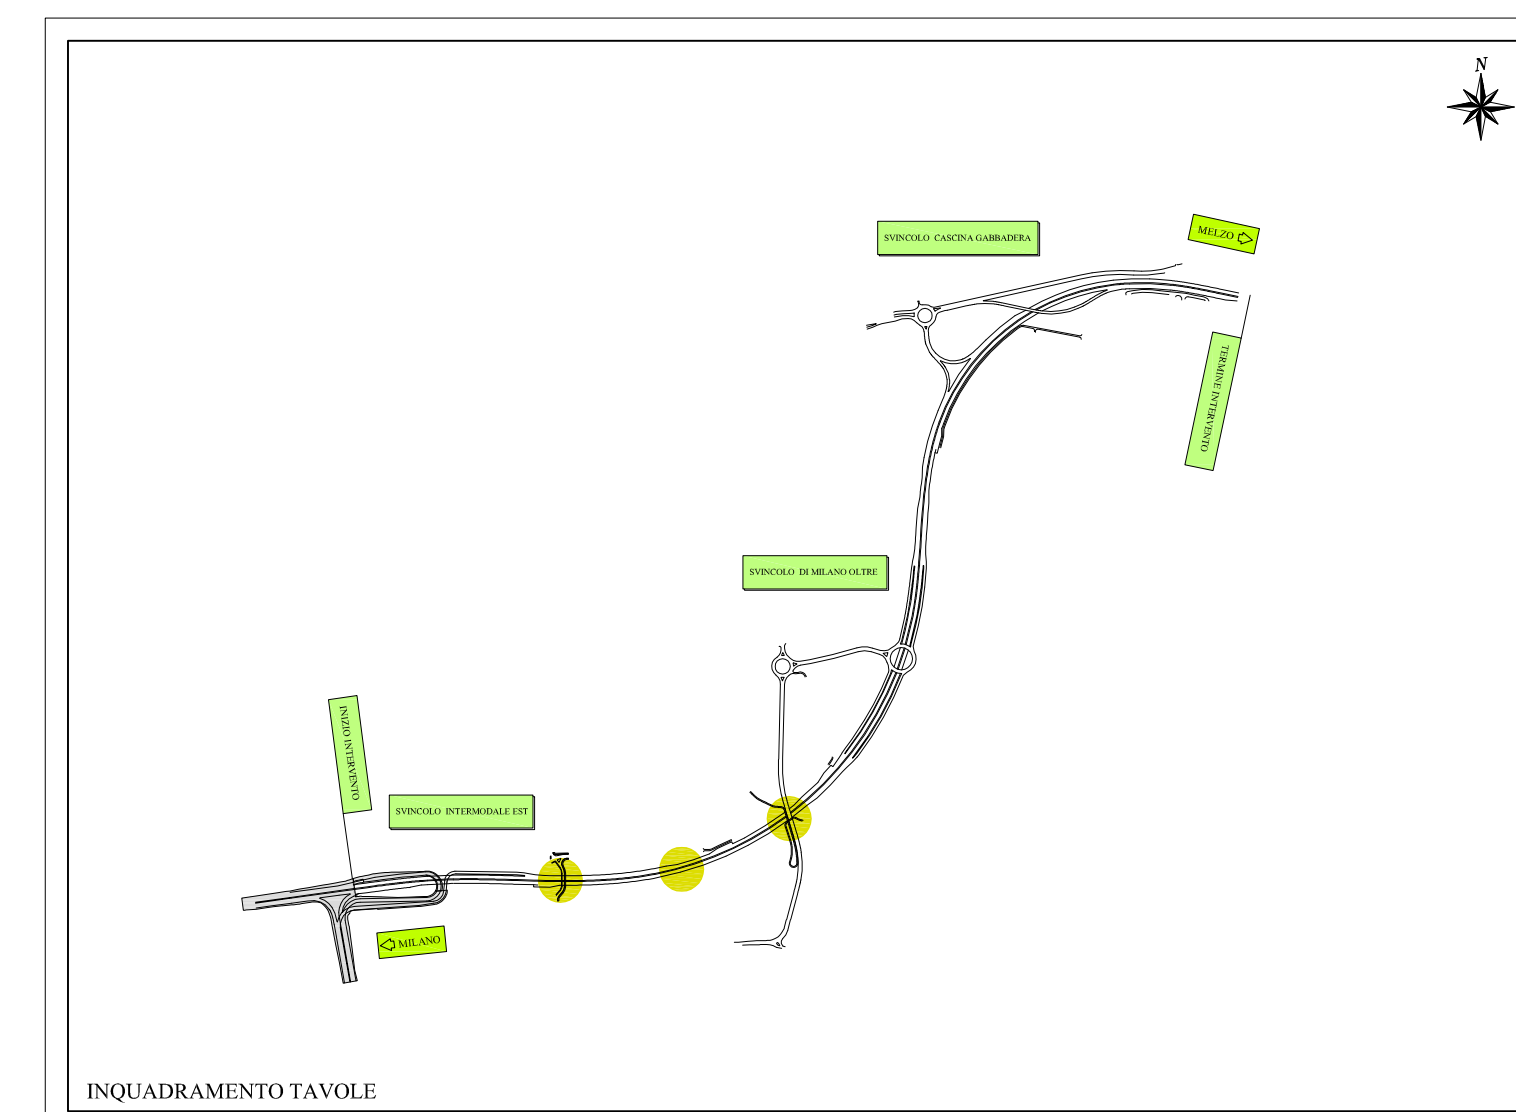 N
MELZO
SVINCOLO CASCINA GABBADERA
TERMINE INTERVENTO
SVINCOLO DI MILANO OLTRE
INIZIO INTERVENTO
SVINCOLO INTERMODALE EST
MILANO
INQUADRAMENTO TAVOLE